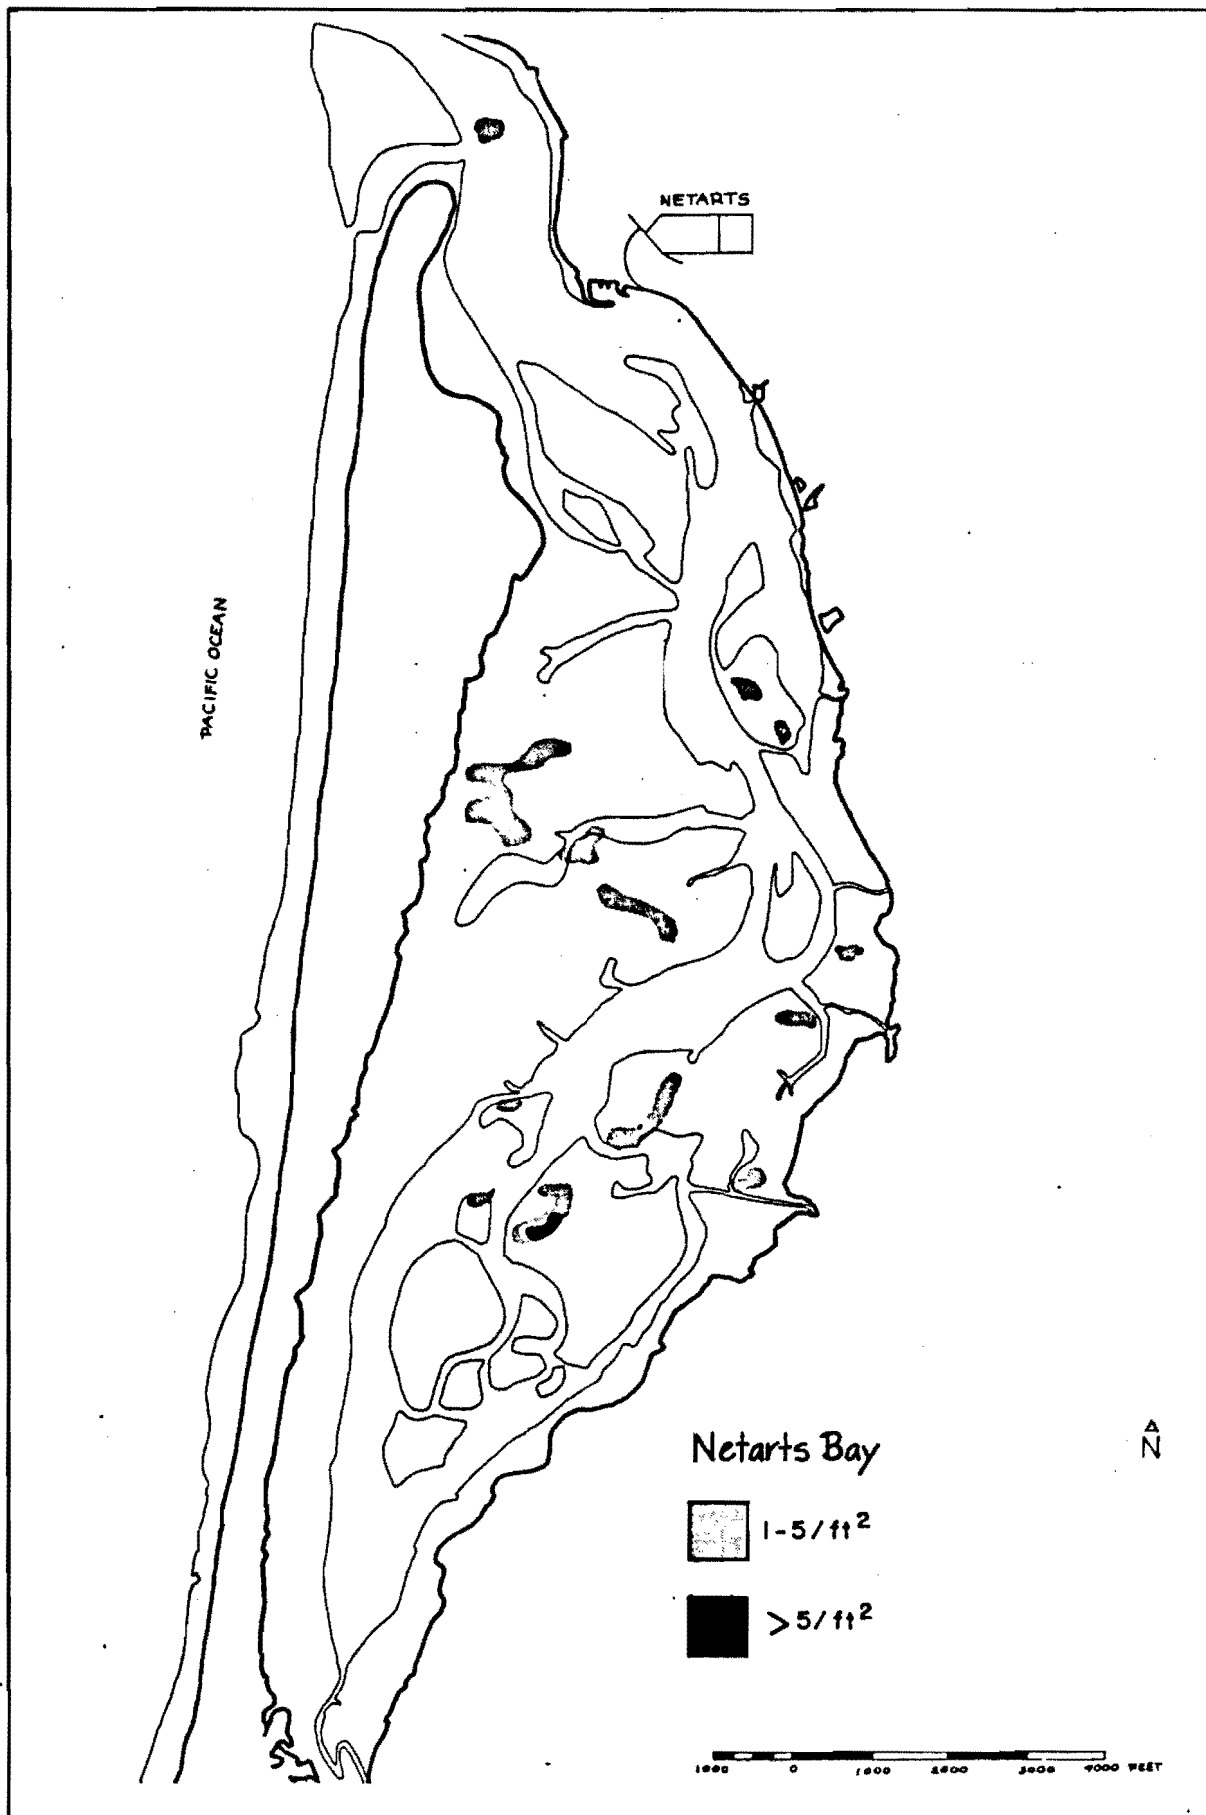 NETARTS
PACIFIC OCEAN
Netarts Bay
N
1-5/ft²
>5/ft²
1000 0 1000 2000 3000 4000 FEET